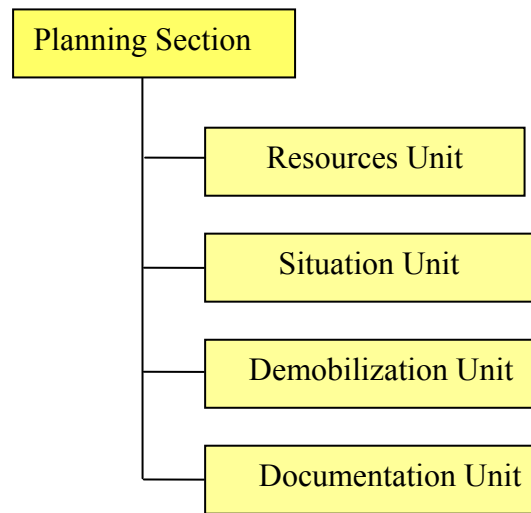 Planning Section
Resources Unit
Situation Unit
Demobilization Unit
Documentation Unit